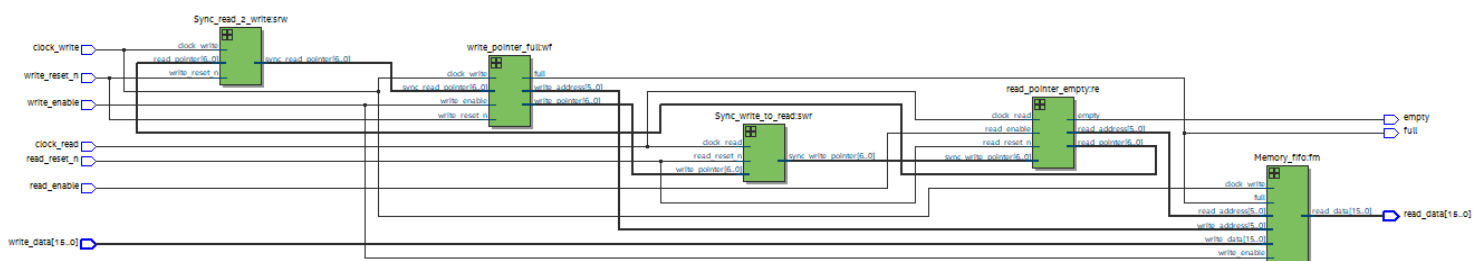 clock_write
write_reset_n
write_enable
clock_read
read_reset_n
read_enable
write_data[15..0]
Sync_read_2_write:srw
clock_write
read_pointer[6..0]
write_reset_n
sync_read_pointer[6..0]
write_pointer_full:wf
clock_write
sync_read_pointer[6..0]
write_enable
write_reset_n
full
write_address[5..0]
write_pointer[6..0]
Sync_write_to_read:swr
clock_read
read_reset_n
write_pointer[6..0]
sync_write_pointer[6..0]
read_pointer_empty:re
clock_read
read_enable
read_reset_n
sync_write_pointer[6..0]
empty
read_address[5..0]
read_pointer[6..0]
Memory_fifo:fm
clock_write
full
read_address[5..0]
write_address[5..0]
write_data[15..0]
write_enable
read_data[15..0]
empty
full
read_data[15..0]